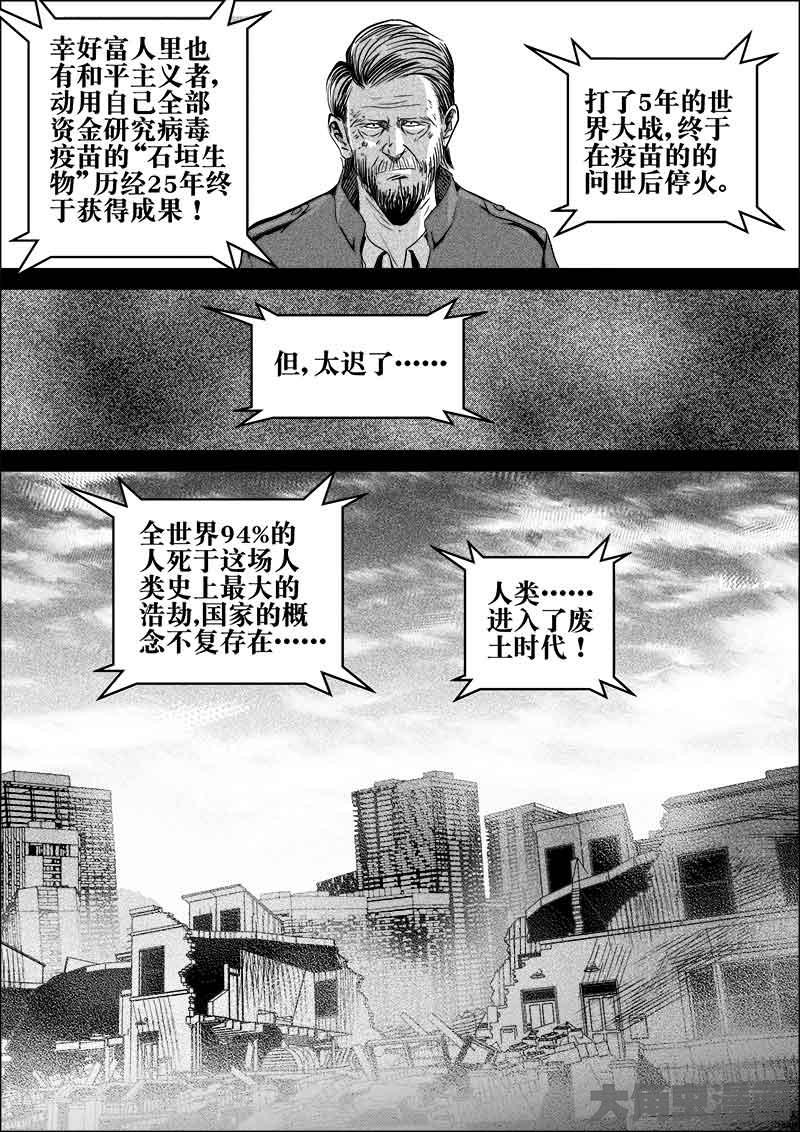 幸好富人里也
有和平主义者，
动用自己全部
资金研究病毒
疫苗的“石垣生
物”历经25年终
于获得成果！
打了5年的世
界大战，终于
在疫苗的的
问世后停火。
但，太迟了……
全世界94%的
人死于这场人
类史上最大的
浩劫，国家的概
念不复存在……
人类……
进入了废
土时代！
大角虫漫画